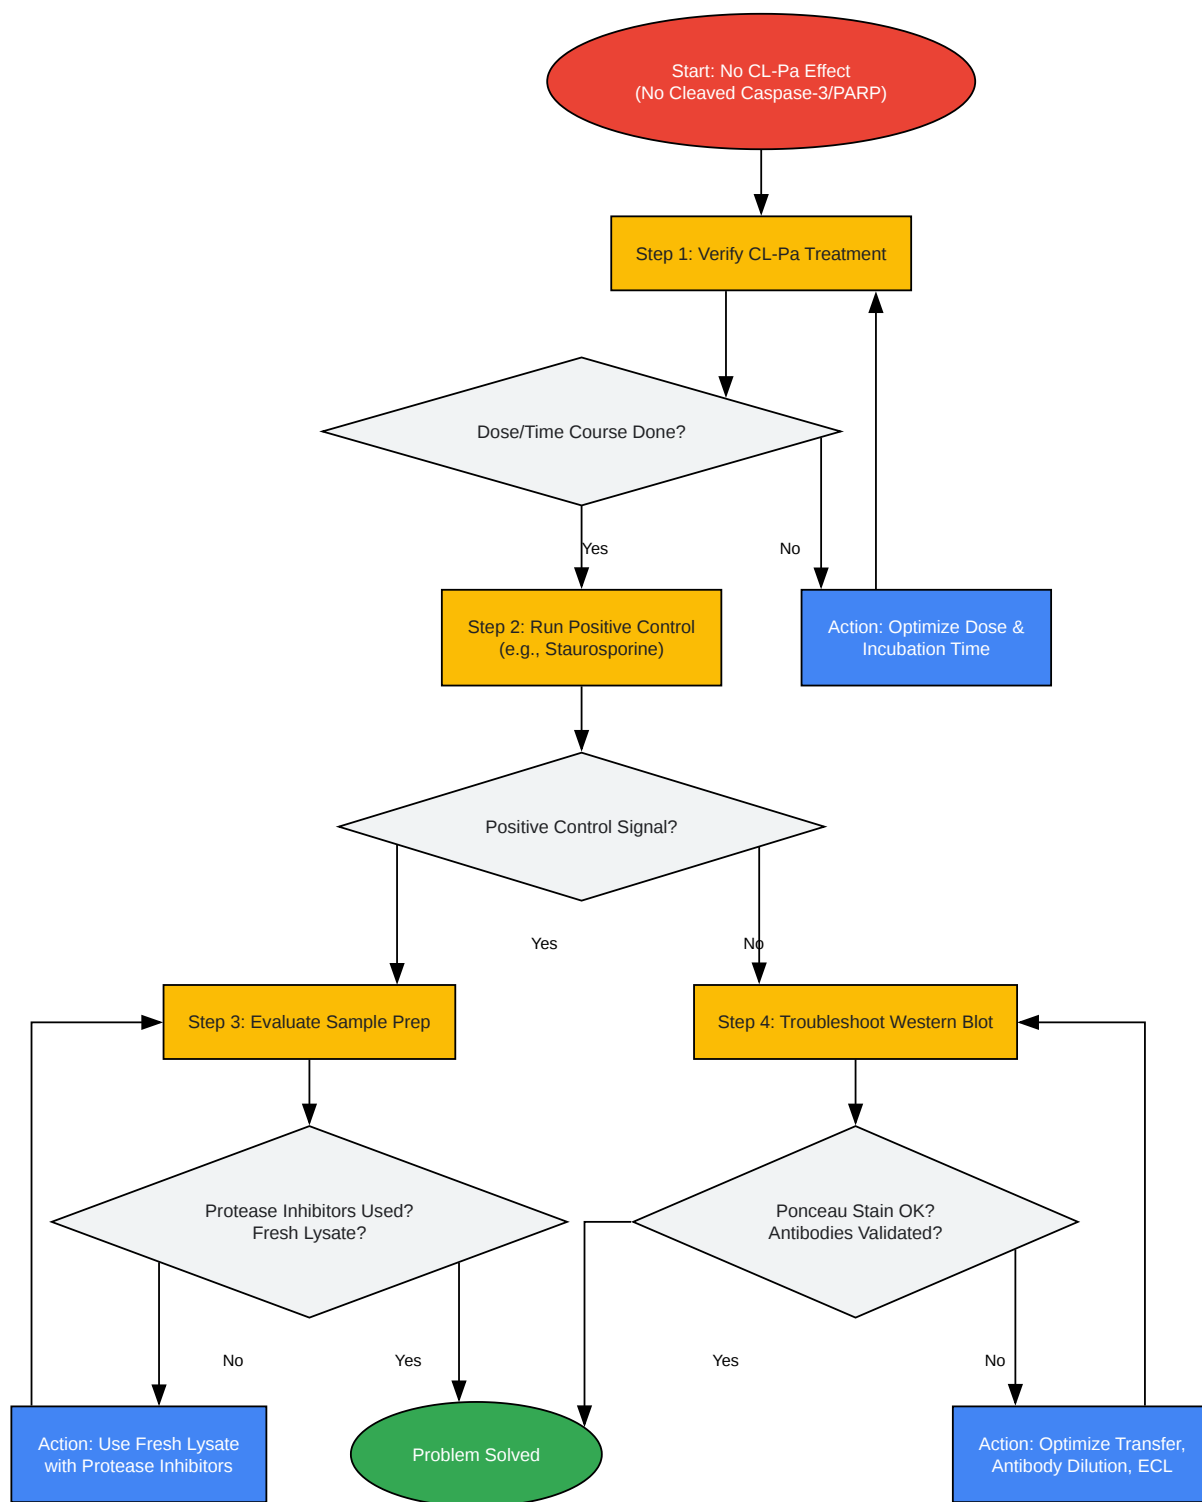 Start: No CL-Pa Effect
(No Cleaved Caspase-3/PARP)
Step 1: Verify CL-Pa Treatment
Dose/Time Course Done?
Yes
No
Step 2: Run Positive Control
(e.g., Staurosporine)
Action: Optimize Dose &
Incubation Time
Positive Control Signal?
Yes
No
Step 3: Evaluate Sample Prep
Step 4: Troubleshoot Western Blot
Protease Inhibitors Used?
Fresh Lysate?
Ponceau Stain OK?
Antibodies Validated?
No
Yes
Yes
No
Action: Use Fresh Lysate
with Protease Inhibitors
Problem Solved
Action: Optimize Transfer,
Antibody Dilution, ECL